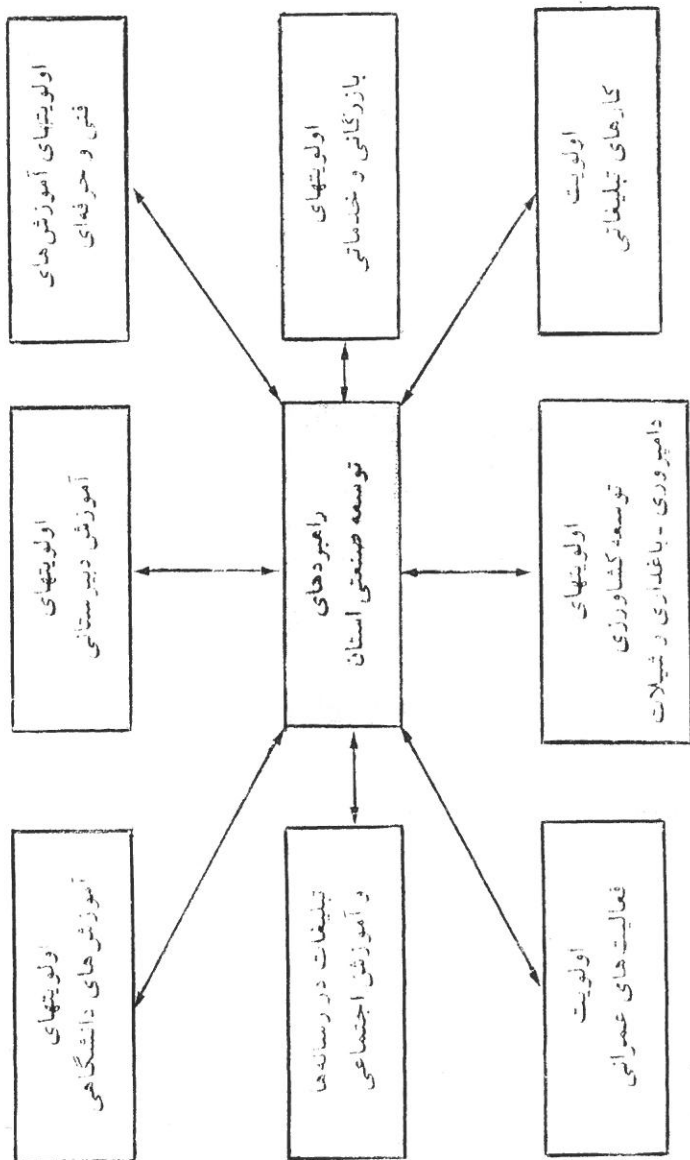 اولویتهای آموزش‌های
فنی و حرفه‌ای
اولویتهای
آموزش دبیرستانی
اولویتهای
آموزش‌های دانشگاهی
اولویتهای
بازرگانی و خدماتی
راهبردهای
توسعه صنعتی استان
تبلیغات در رسانه‌ها
و آموزش اجتماعی
اولویت
کارهای تبلیغاتی
اولویتهای
توسعه کشاورزی
دامپروری ـ باغداری و شیلات
اولویت
فعالیت‌های عمرانی